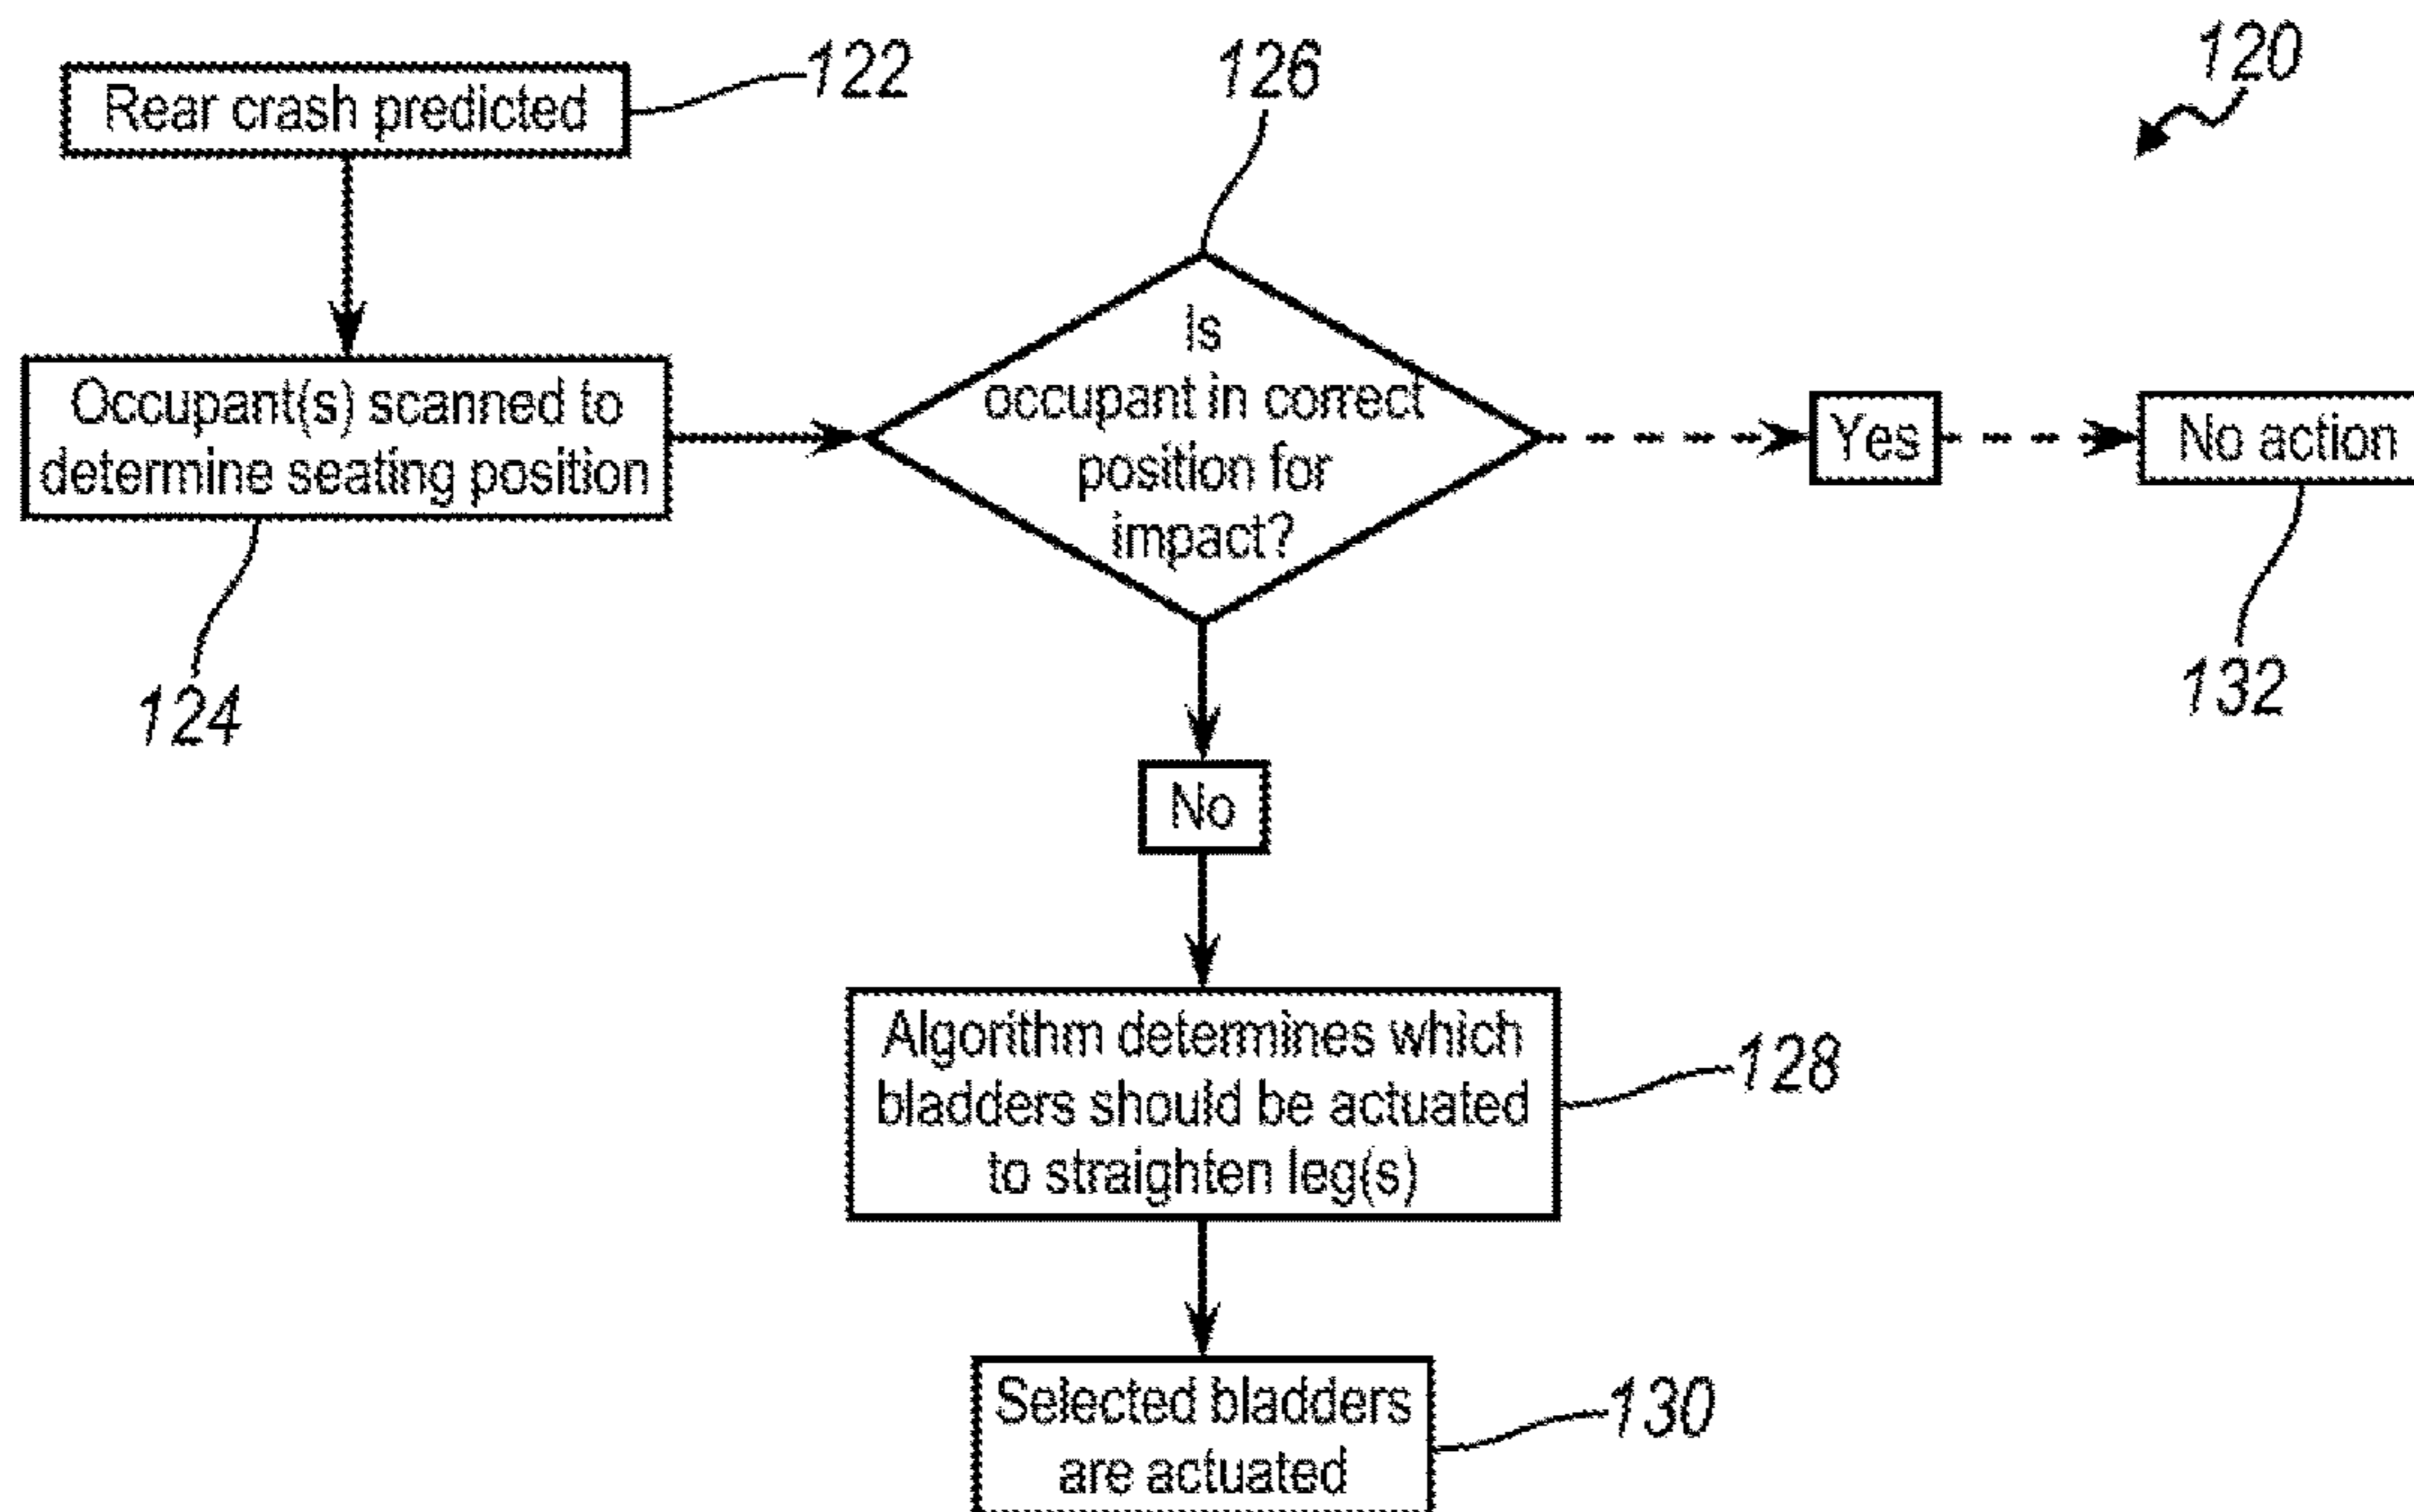 122
126
120
Rear crash predicted
Occupant(s) scanned to
determine seating position
124
Is
occupant in correct
position for
impact?
Yes
No action
132
No
Algorithm determines which
bladders should be actuated
to straighten leg(s)
128
Selected bladders
are actuated
130